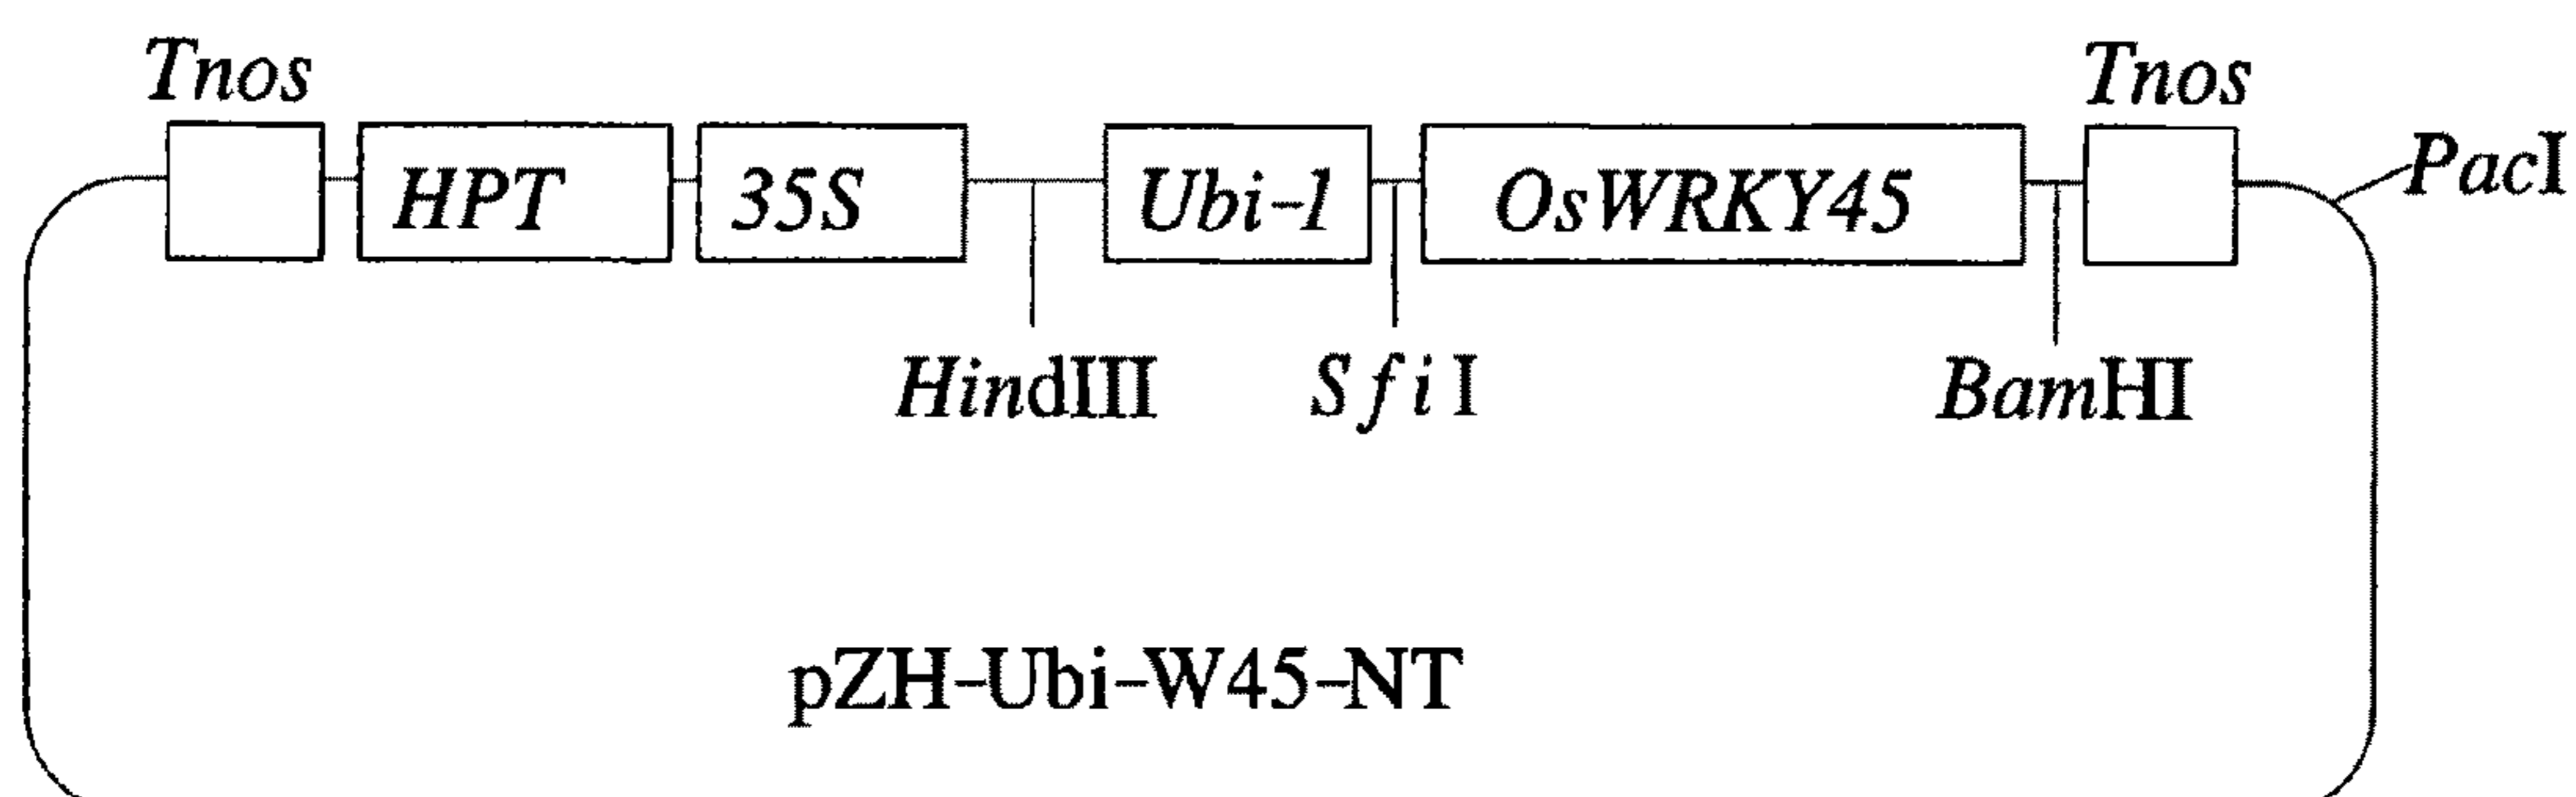 Tnos
Tnos
PacI
HPT
35S
Ubi-1
OsWRKY45
HindIII
SfiI
BamHI
pZH-Ubi-W45-NT